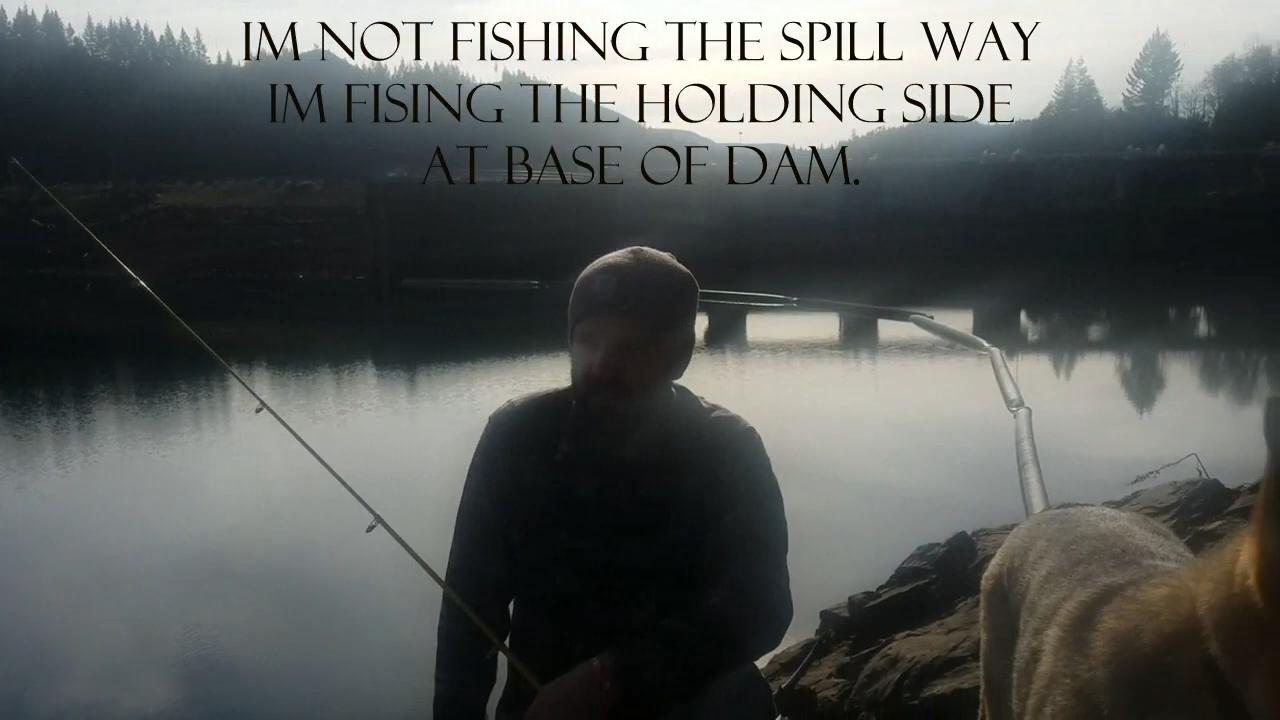 IM NOT FISHING THE SPILL WAY
IM FISING THE HOLDING SIDE
AT BASE OF DAM.